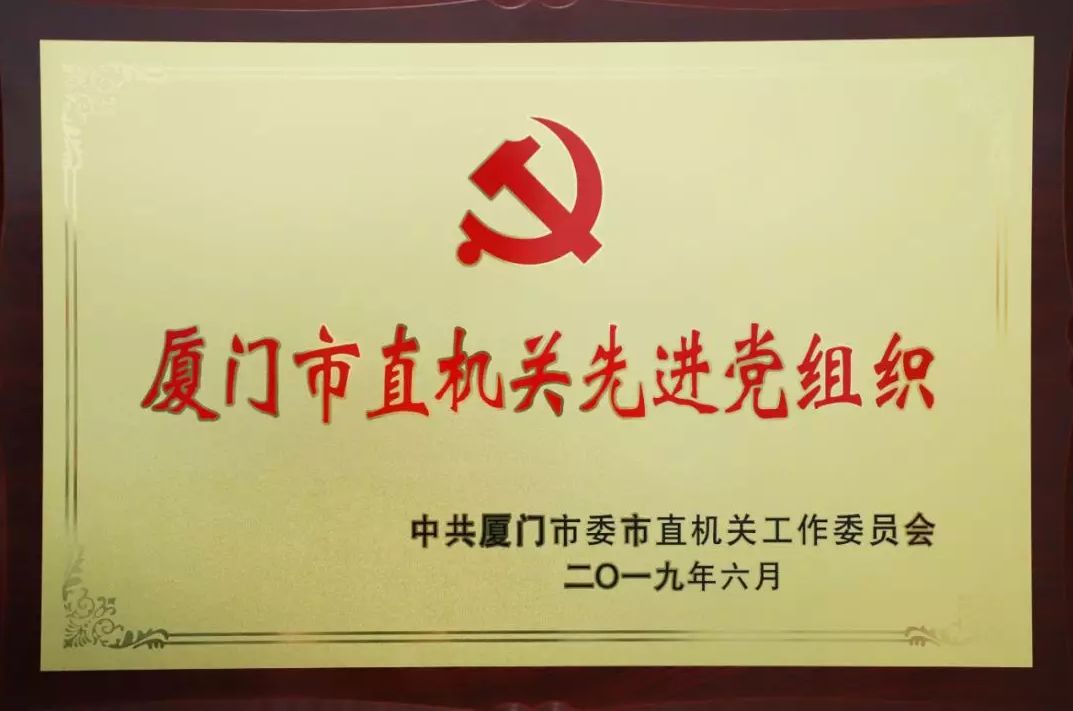 厦门市直机关先进党组织
中共厦门市委市直机关工作委员会
二〇一九年六月